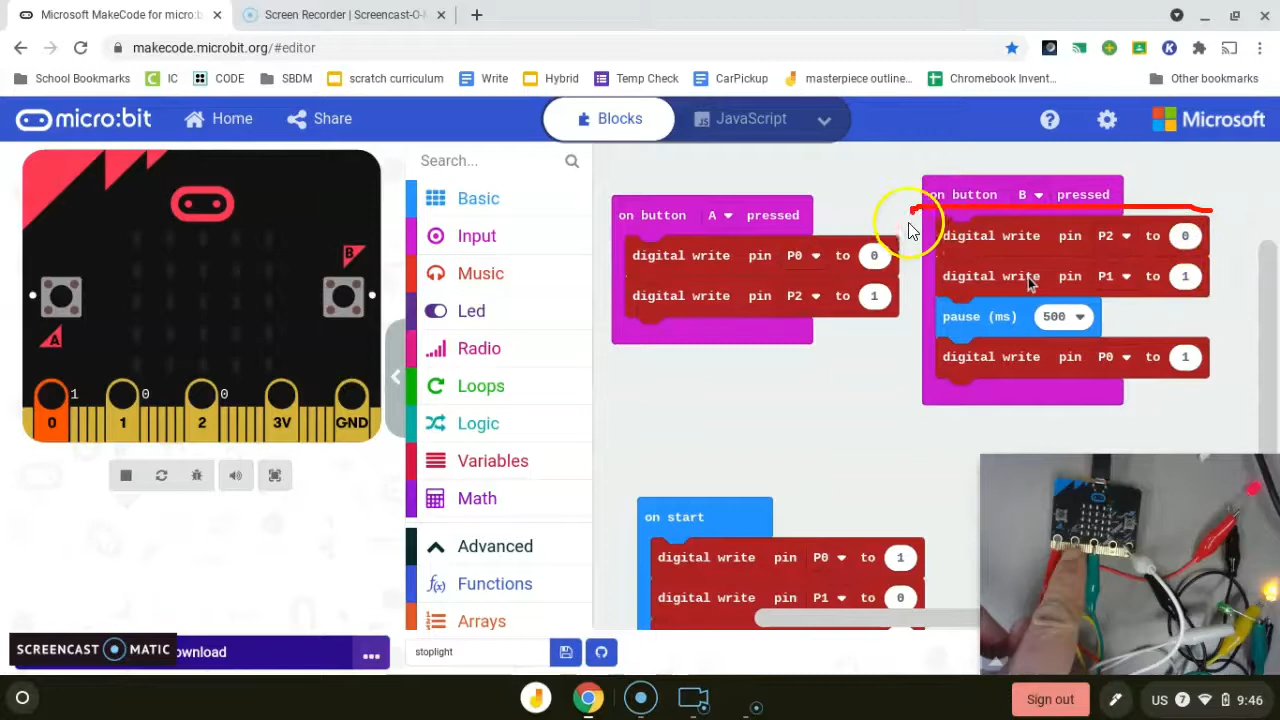 Microsoft MakeCode for micro:b
Screen Recorder | Screencast-O-M
makecode.microbit.org/#editor
School Bookmarks IC CODE SBDM scratch curriculum Write Hybrid Temp Check CarPickup masterpiece outline... Chromebook Invent... Other bookmarks
micro:bit Home Share Blocks JavaScript Microsoft
Search...
Basic
Input
Music
Led
Radio
Loops
Logic
Variables
Math
Advanced
Functions
Arrays
B
A
1 0 0
0 1 2 3V GND
on button A pressed
digital write pin P0 to 0
digital write pin P2 to 1
on button B pressed
digital write pin P2 to 0
digital write pin P1 to 1
pause (ms) 500
digital write pin P0 to 1
on start
digital write pin P0 to 1
digital write pin P1 to 0
SCREENCAST MATIC
ownload ...
stoplight
Sign out US 7 9:46